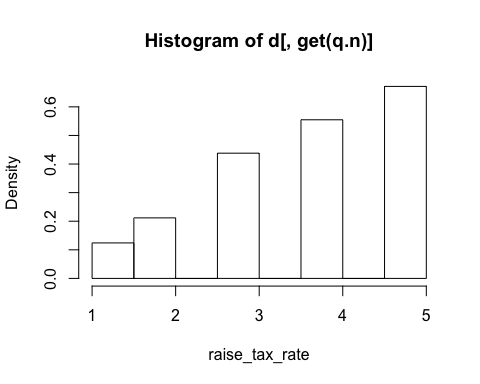 Histogram of d[, get(q.n)]
Density
0.0 0.2 0.4 0.6
1 2 3 4 5
raise_tax_rate